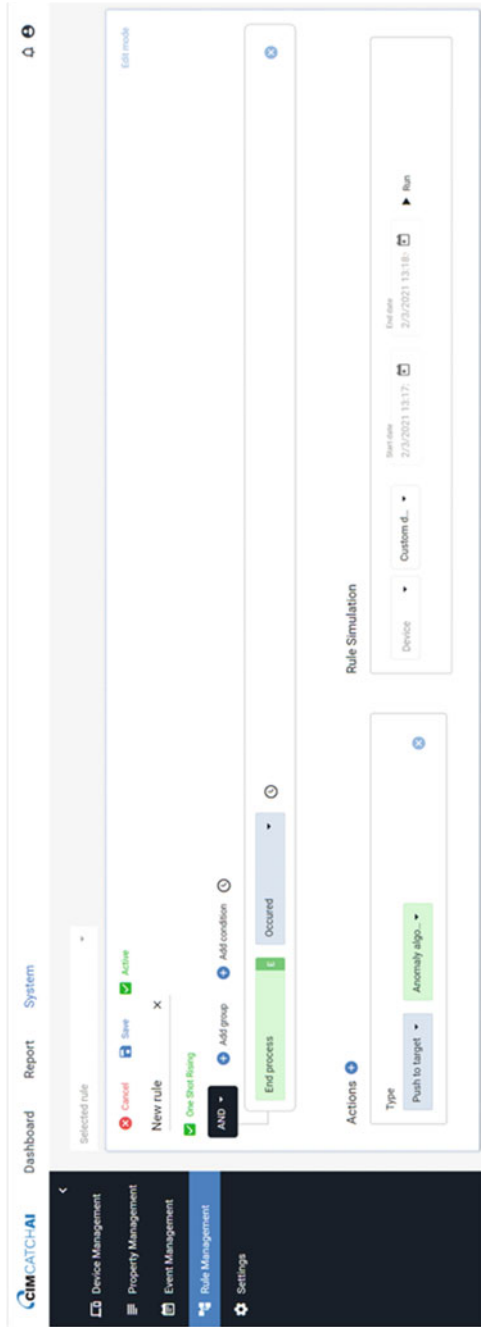 CIMCATCHAI
Dashboard
Report
System
Device Management
Property Management
Event Management
Rule Management
Settings
Selected rule
Cancel
Save
Active
Edit mode
New rule
One Shot Rising
AND
Add group
Add condition
End process
E
Occured
Actions
Type
Push to target
Anomaly algo...
Rule Simulation
Device
Custom d...
Start date
2/3/2021 13:17:
End date
2/3/2021 13:18:
Run